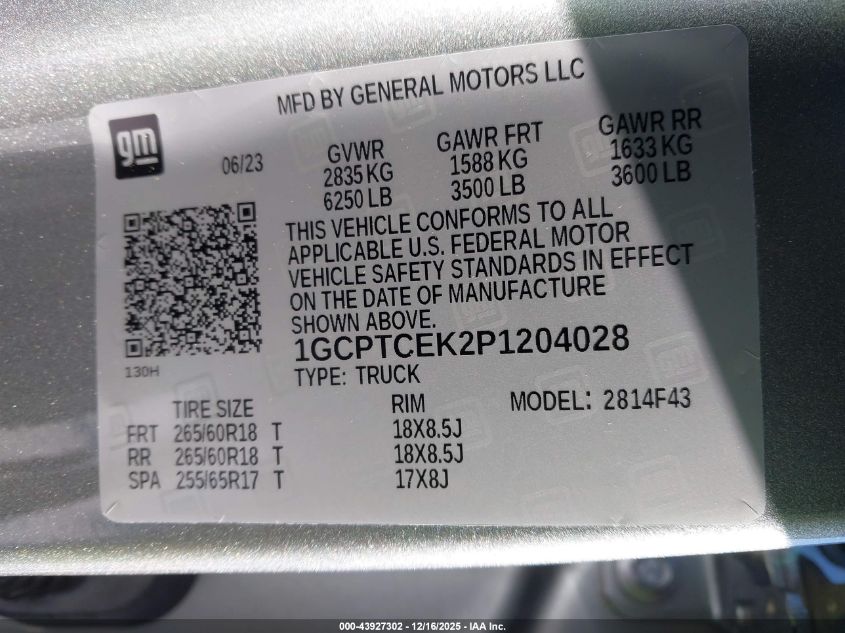 MFD BY GENERAL MOTORS LLC
gm
06/23
GVWR GAWR FRT GAWR RR
2835 KG 1588 KG 1633 KG
6250 LB 3500 LB 3600 LB
THIS VEHICLE CONFORMS TO ALL
APPLICABLE U.S. FEDERAL MOTOR
VEHICLE SAFETY STANDARDS IN EFFECT
ON THE DATE OF MANUFACTURE
SHOWN ABOVE.
1GCPTCEK2P1204028
130H
TYPE: TRUCK
TIRE SIZE RIM MODEL: 2814F43
FRT 265/60R18 T 18X8.5J
RR 265/60R18 T 18X8.5J
SPA 255/65R17 T 17X8J
000-43927302 - 12/16/2025 - IAA Inc.